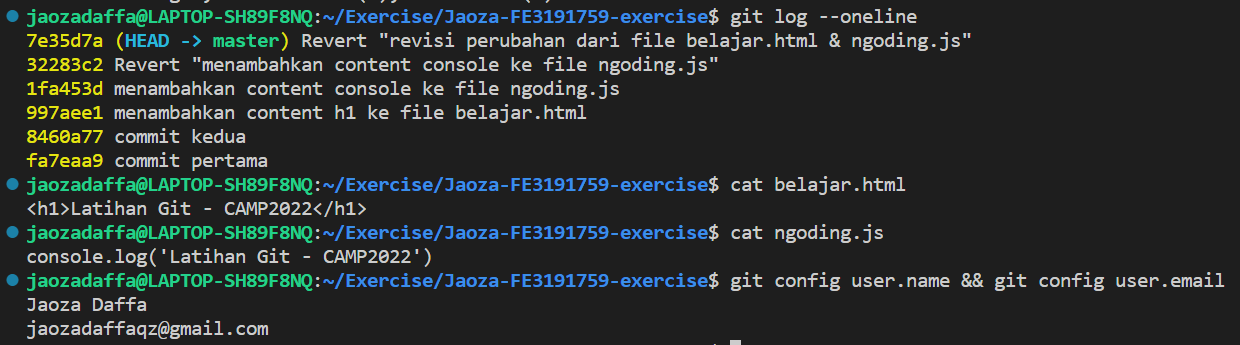 jaozadaffa@LAPTOP-SH89F8NQ:~/Exercise/Jaoza-FE3191759-exercise$ git log --oneline
7e35d7a (HEAD -> master) Revert "revisi perubahan dari file belajar.html & ngoding.js"
32283c2 Revert "menambahkan content console ke file ngoding.js"
1fa453d menambahkan content console ke file ngoding.js
997aee1 menambahkan content h1 ke file belajar.html
8460a77 commit kedua
fa7eaa9 commit pertama
jaozadaffa@LAPTOP-SH89F8NQ:~/Exercise/Jaoza-FE3191759-exercise$ cat belajar.html
<h1>Latihan Git - CAMP2022</h1>
jaozadaffa@LAPTOP-SH89F8NQ:~/Exercise/Jaoza-FE3191759-exercise$ cat ngoding.js
console.log('Latihan Git - CAMP2022')
jaozadaffa@LAPTOP-SH89F8NQ:~/Exercise/Jaoza-FE3191759-exercise$ git config user.name && git config user.email
Jaoza Daffa
jaozadaffaqz@gmail.com